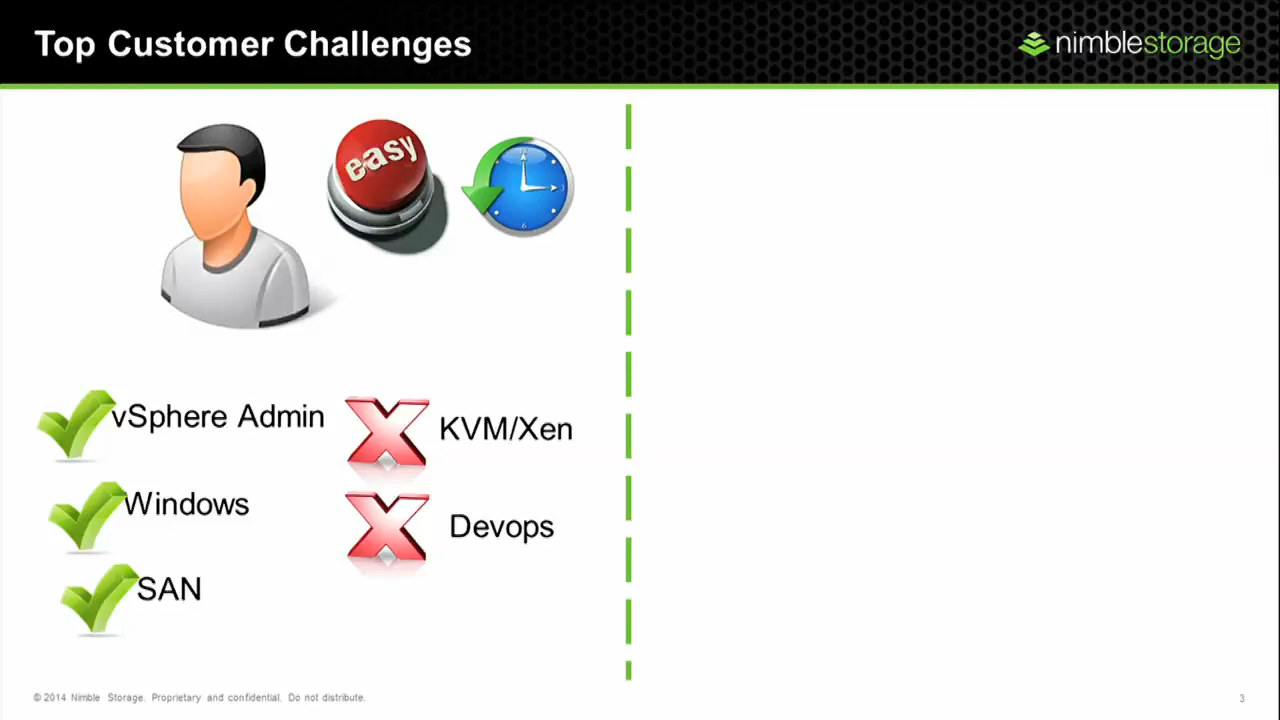 Top Customer Challenges
nimblestorage
easy
vSphere Admin
KVM/Xen
Windows
Devops
SAN
© 2014 Nimble Storage. Proprietary and confidential. Do not distribute.
3